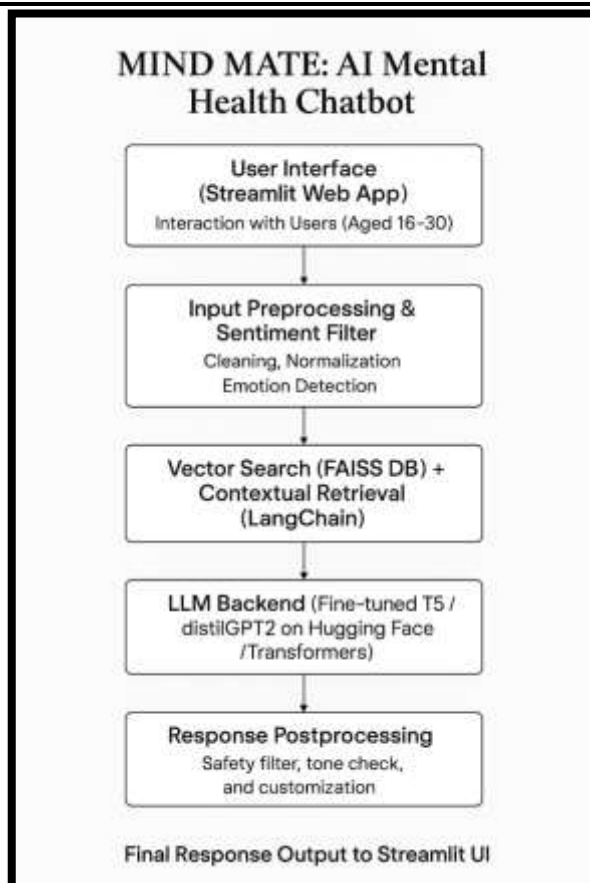 MIND MATE: AI Mental
Health Chatbot
User Interface
(Streamlit Web App)
Interaction with Users (Aged 16-30)
Input Preprocessing &
Sentiment Filter
Cleaning, Normalization
Emotion Detection
Vector Search (FAISS DB) +
Contextual Retrieval
(LangChain)
LLM Backend (Fine-tuned T5 /
distilGPT2 on Hugging Face
/Transformers)
Response Postprocessing
Safety filter, tone check,
and customization
Final Response Output to Streamlit UI